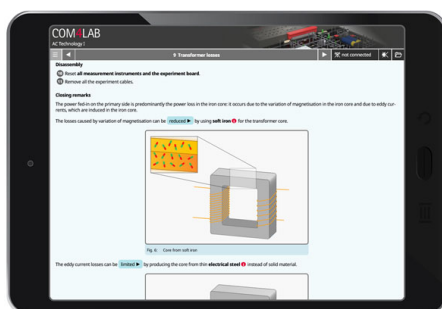 COM4LAB
AC Technology I
9 Transformer losses
not connected
Disassembly
Reset all measurement instruments and the experiment board.
Remove all the experiment cables.
Closing remarks
The power fed-in on the primary side is predominantly the power loss in the iron core: it occurs due to the variation of magnetisation in the iron core and due to eddy cur-
rents, which are induced in the iron core.
The losses caused by variation of magnetisation can be reduced by using soft iron for the transformer core.
Fig. 6: Core from soft iron
The eddy current losses can be limited by producing the core from thin electrical steel instead of solid material.